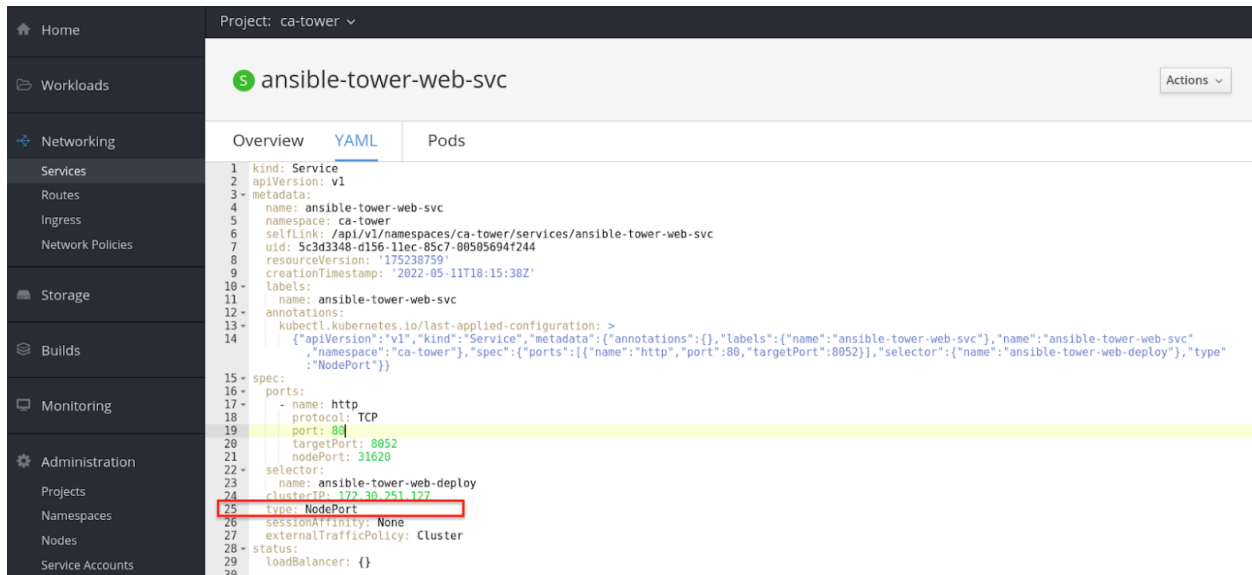 Home
Workloads
Networking
Services
Routes
Ingress
Network Policies
Storage
Builds
Monitoring
Administration
Projects
Namespaces
Nodes
Service Accounts
Project: ca-tower
S ansible-tower-web-svc
Actions
Overview YAML Pods
1 kind: Service
2 apiVersion: v1
3 metadata:
4 name: ansible-tower-web-svc
5 namespace: ca-tower
6 selfLink: /api/v1/namespaces/ca-tower/services/ansible-tower-web-svc
7 uid: 5c3d3348-d156-11ec-85c7-00505694f244
8 resourceVersion: '175238759'
9 creationTimestamp: '2022-05-11T18:15:38Z'
10 labels:
11 name: ansible-tower-web-svc
12 annotations:
13 kubectl.kubernetes.io/last-applied-configuration: >
14 {"apiVersion":"v1","kind":"Service","metadata":{"annotations":{},"labels":{"name":"ansible-tower-web-svc"},"name":"ansible-tower-web-svc"
,"namespace":"ca-tower"},"spec":{"ports":[{"name":"http","port":80,"targetPort":8052}],"selector":{"name":"ansible-tower-web-deploy"},"type"
:"NodePort"}}
15 spec:
16 ports:
17 - name: http
18 protocol: TCP
19 port: 80
20 targetPort: 8052
21 nodePort: 31620
22 selector:
23 name: ansible-tower-web-deploy
24 clusterIP: 172.30.251.127
25 type: NodePort
26 sessionAffinity: None
27 externalTrafficPolicy: Cluster
28 status:
29 loadBalancer: {}
30